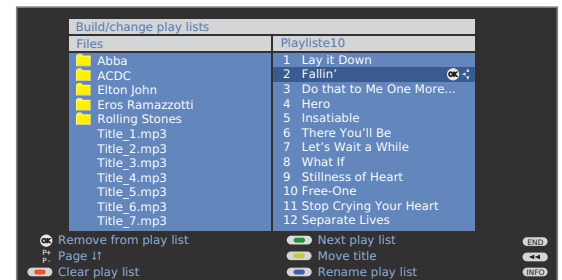 Build/change play lists
Files
Abba
ACDC
Elton John
Eros Ramazzotti
Rolling Stones
Title_1.mp3
Title_2.mp3
Title_3.mp3
Title_4.mp3
Title_5.mp3
Title_6.mp3
Title_7.mp3
Playliste10
1 Lay it Down
2 Fallin’ OK
3 Do that to Me One More...
4 Hero
5 Insatiable
6 There You’ll Be
7 Let’s Wait a While
8 What If
9 Stillness of Heart
10 Free-One
11 Stop Crying Your Heart
12 Separate Lives
OK Remove from play list
P+ P- Page ↓↑
Clear play list
Next play list
Move title
Rename play list
END
INFO